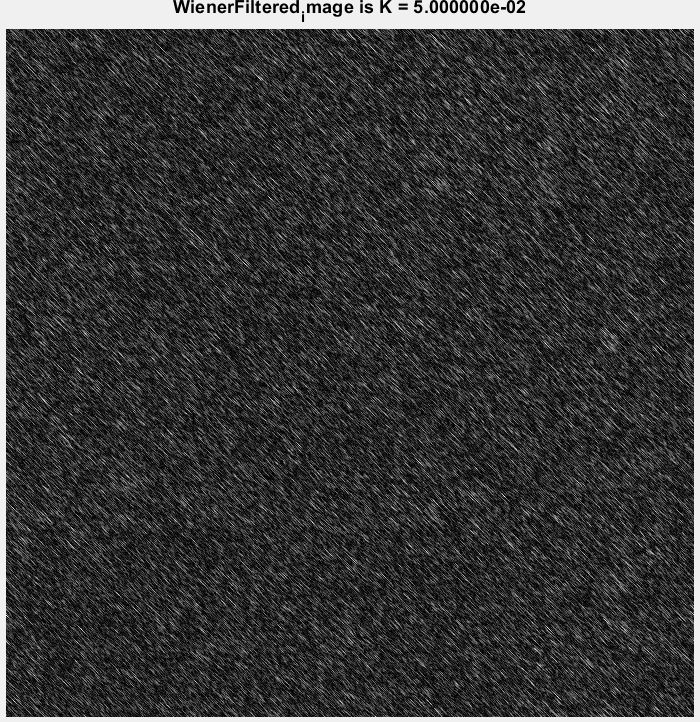 WienerFiltered_image is K = 5.000000e-02